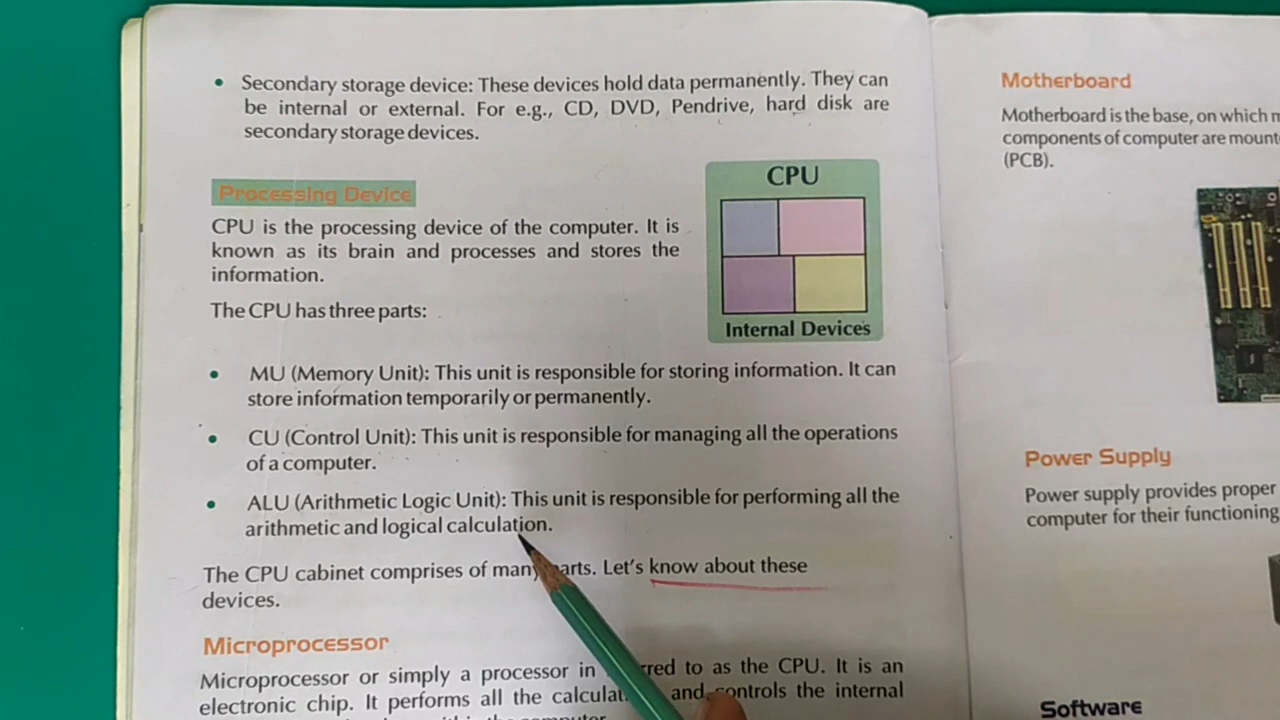 • Secondary storage device: These devices hold data permanently. They can
be internal or external. For e.g., CD, DVD, Pendrive, hard disk are
secondary storage devices.
Processing Device
CPU is the processing device of the computer. It is
known as its brain and processes and stores the
information.
The CPU has three parts:
CPU
Internal Devices
• MU (Memory Unit): This unit is responsible for storing information. It can
store information temporarily or permanently.
• CU (Control Unit): This unit is responsible for managing all the operations
of a computer.
• ALU (Arithmetic Logic Unit): This unit is responsible for performing all the
arithmetic and logical calculation.
The CPU cabinet comprises of many parts. Let's know about these
devices.
Microprocessor
Microprocessor or simply a processor in to as the CPU. It is an
electronic chip. It performs all the and controls the internal
computer.
Motherboard
Motherboard is the base, on which
components of computer are
(PCB).
Power Supply
Power supply provides proper
computer for their functioning
Software